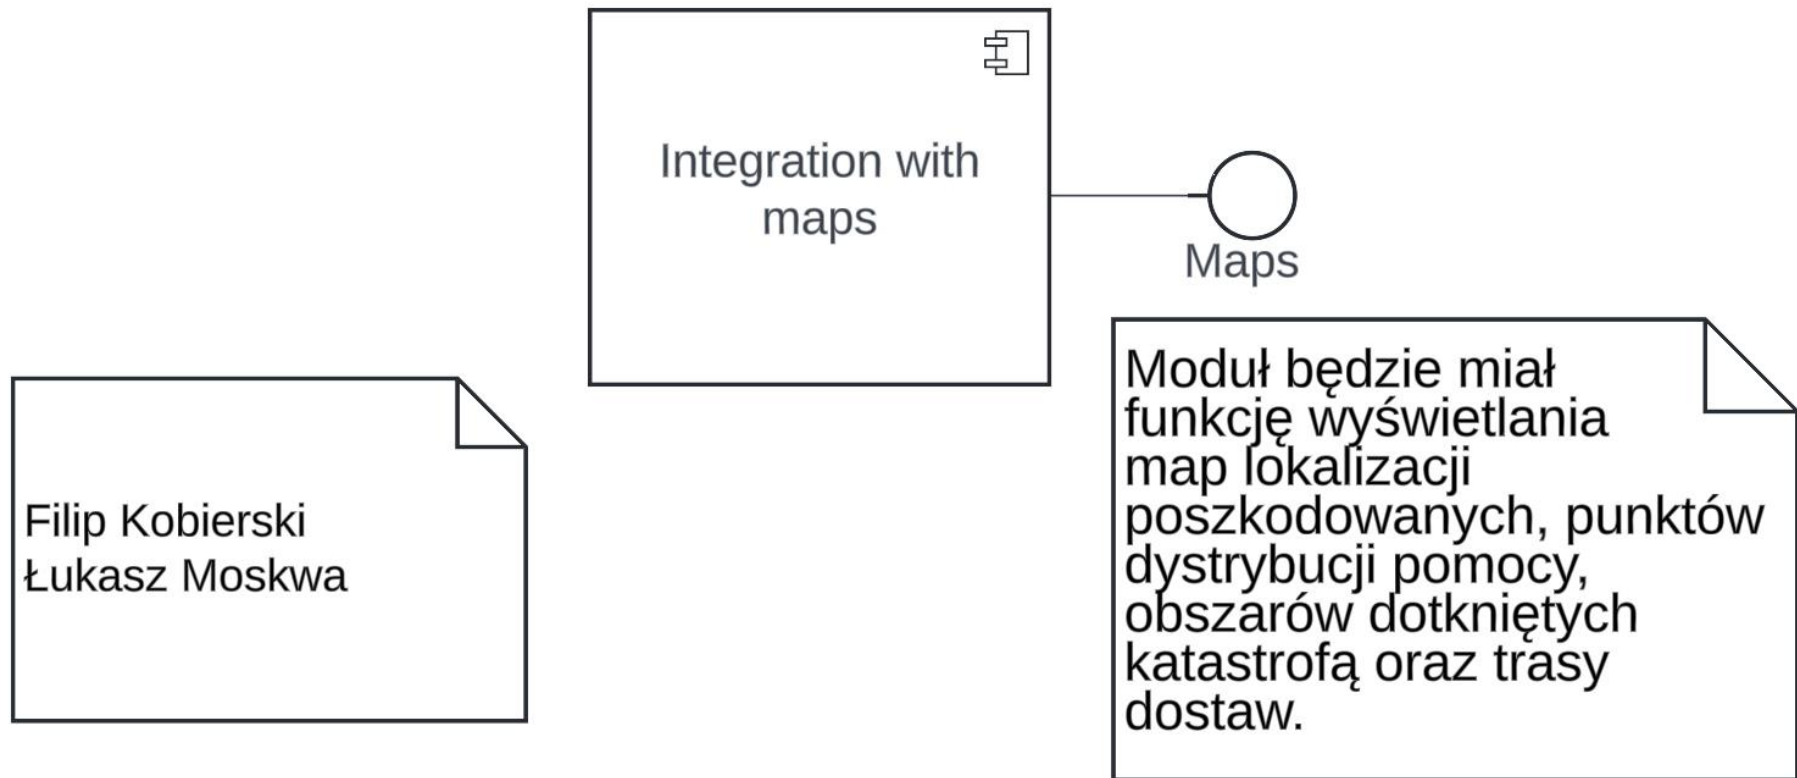 Integration with
maps
Maps
Filip Kobierski
Łukasz Moskwa
Moduł będzie miał
funkcję wyświetlania
map lokalizacji
poszkodowanych, punktów
dystrybucji pomocy,
obszarów dotkniętych
katastrofą oraz trasy
dostaw.